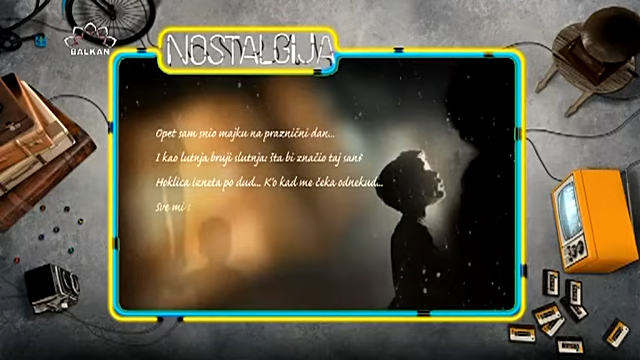 BALKAN
NOSTALGIJA
Opet sam snio majku na praznični dan...
I kao lutnja bruji slutnja: šta bi značio taj san?
Hoklica izneta po dud... K'o kad me čeka odnekud...
Sve mi :